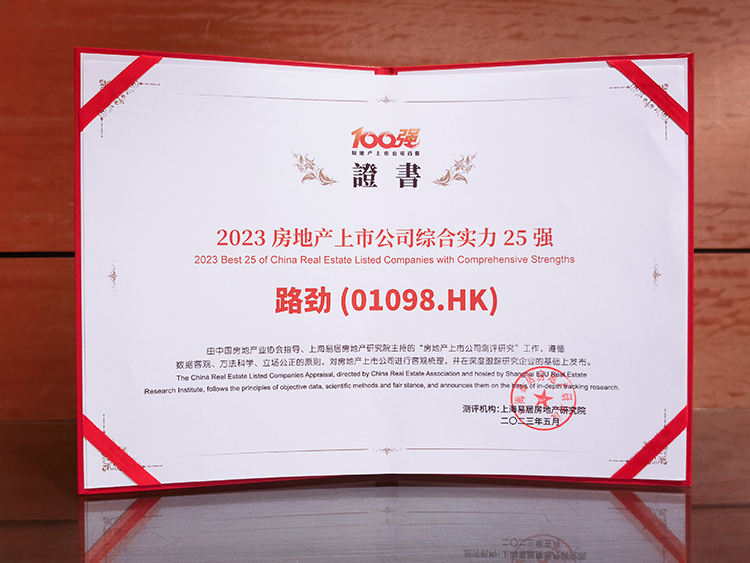 100强
房地产上市公司百强
證書
2023 房地产上市公司综合实力 25 强
2023 Best 25 of China Real Estate Listed Companies with Comprehensive Strengths
路劲 (01098.HK)
由中国房地产业协会指导、上海易居房地产研究院主持的“房地产上市公司测评研究”工作，遵循
数据客观、方法科学、立场公正的原则，对房地产上市公司进行客观梳理，并在深度跟踪研究企业的基础上发布。
The China Real Estate Listed Companies Appraisal, directed by China Real Estate Association and hosted by Shanghai EJU Real Estate
Research Institute, follows the principles of objective data, scientific methods and fair stance, and announces them on the basis of in-depth tracking research.
测评机构：上海易居房地产研究院
二〇二三年五月